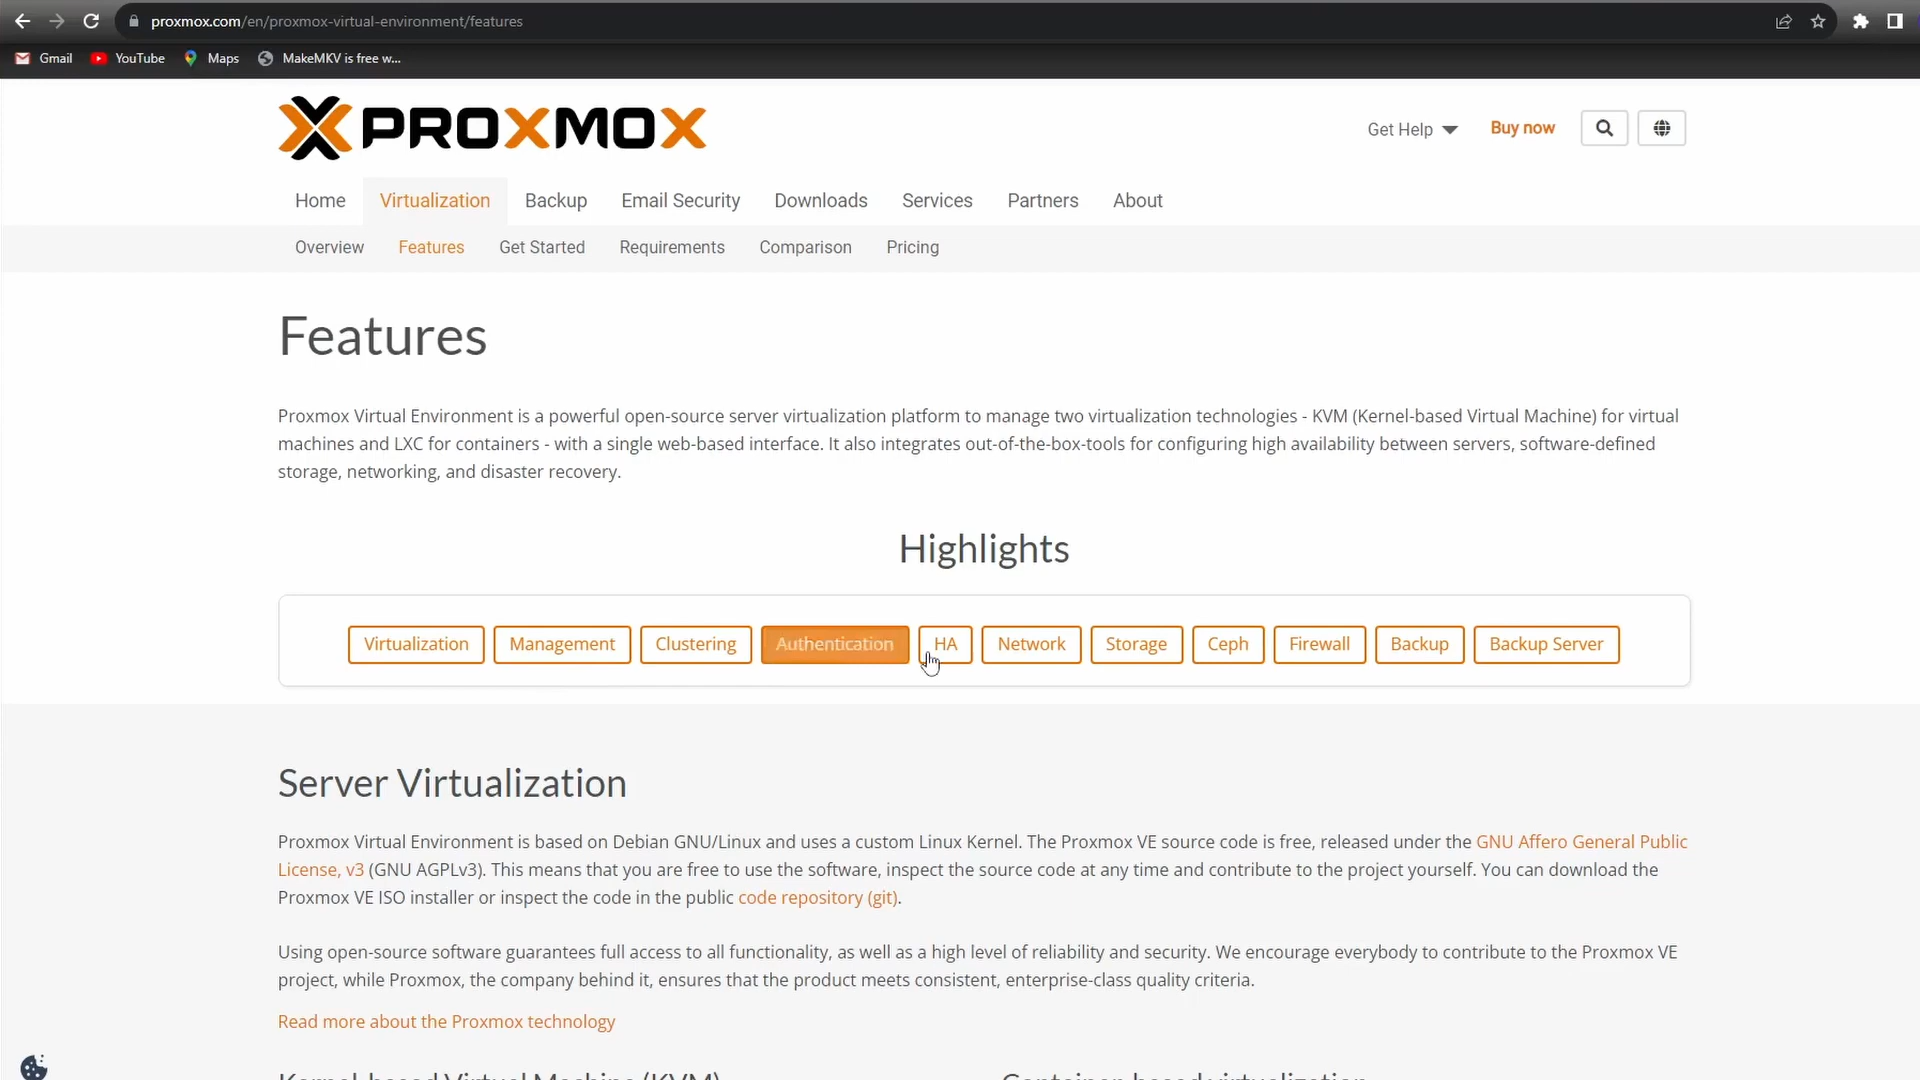 proxmox.com/en/proxmox-virtual-environment/features
Gmail YouTube Maps MakeMKV is free w...
PROXMOX
Get Help Buy now
Home Virtualization Backup Email Security Downloads Services Partners About
Overview Features Get Started Requirements Comparison Pricing
Features
Proxmox Virtual Environment is a powerful open-source server virtualization platform to manage two virtualization technologies - KVM (Kernel-based Virtual Machine) for virtual
machines and LXC for containers - with a single web-based interface. It also integrates out-of-the-box-tools for configuring high availability between servers, software-defined
storage, networking, and disaster recovery.
Highlights
Virtualization Management Clustering Authentication HA Network Storage Ceph Firewall Backup Backup Server
Server Virtualization
Proxmox Virtual Environment is based on Debian GNU/Linux and uses a custom Linux Kernel. The Proxmox VE source code is free, released under the GNU Affero General Public
License, v3 (GNU AGPLv3). This means that you are free to use the software, inspect the source code at any time and contribute to the project yourself. You can download the
Proxmox VE ISO installer or inspect the code in the public code repository (git).
Using open-source software guarantees full access to all functionality, as well as a high level of reliability and security. We encourage everybody to contribute to the Proxmox VE
project, while Proxmox, the company behind it, ensures that the product meets consistent, enterprise-class quality criteria.
Read more about the Proxmox technology
Kernel-based Virtual Machine (KVM) Container-based virtualization